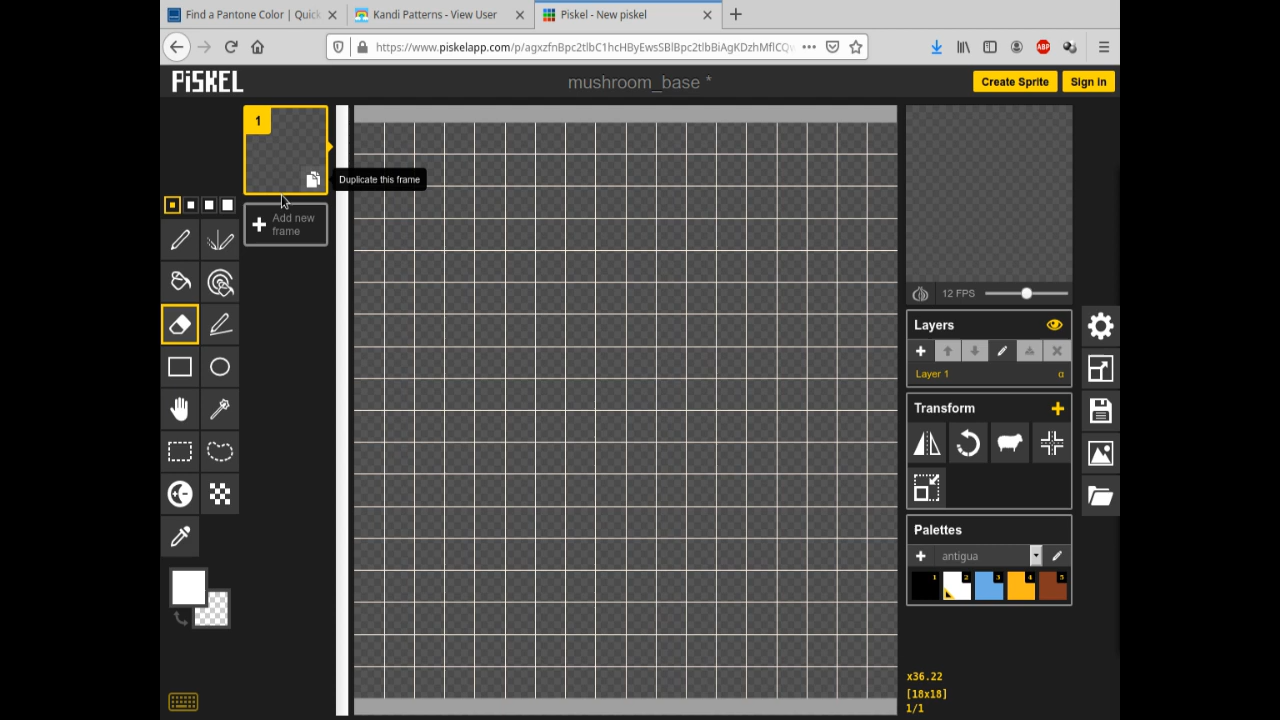 Find a Pantone Color | Quick
Kandi Patterns - View User
Piskel - New piskel
https://www.piskelapp.com/p/agxzfnBpc2tlbC1hcHByEwsSBlBpc2tlbBiAgKDzhMflCQw
ABP
PiSKEL
mushroom_base *
Create Sprite
Sign in
1
Duplicate this frame
Add new
frame
12 FPS
Layers
Layer 1
α
Transform
Palettes
antigua
1 2 3 4 5
x36.22
[18x18]
1/1